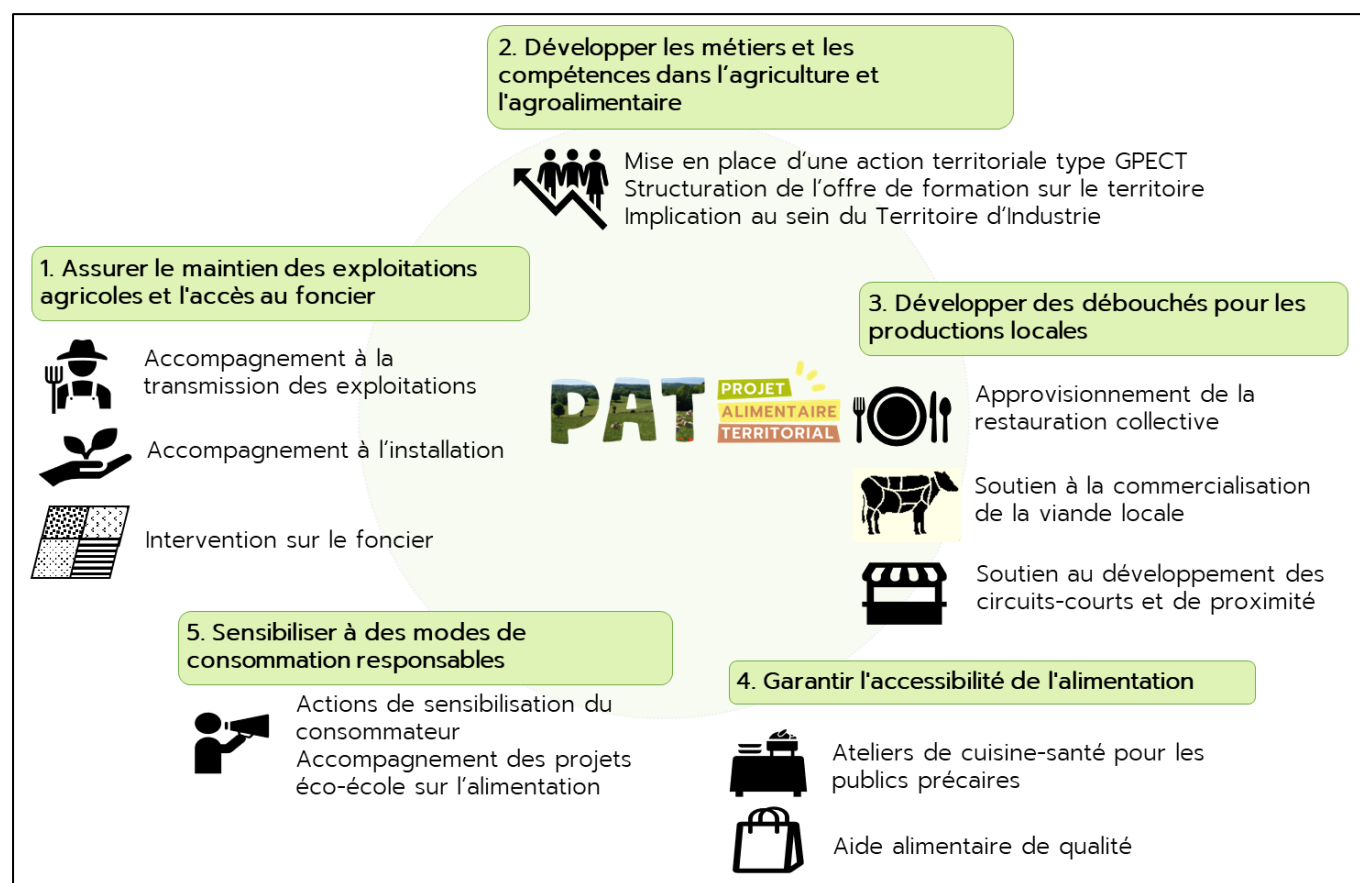 2. Développer les métiers et les
compétences dans l’agriculture et
l'agroalimentaire
Mise en place d’une action territoriale type GPECT
Structuration de l’offre de formation sur le territoire
Implication au sein du Territoire d’Industrie
1. Assurer le maintien des exploitations
agricoles et l'accès au foncier
Accompagnement à la
transmission des exploitations
Accompagnement à l’installation
Intervention sur le foncier
PAT
PROJET
ALIMENTAIRE
TERRITORIAL
3. Développer des débouchés pour les
productions locales
Approvisionnement de la
restauration collective
Soutien à la commercialisation
de la viande locale
Soutien au développement des
circuits-courts et de proximité
5. Sensibiliser à des modes de
consommation responsables
Actions de sensibilisation du
consommateur
Accompagnement des projets
éco-école sur l’alimentation
4. Garantir l'accessibilité de l'alimentation
Ateliers de cuisine-santé pour les
publics précaires
Aide alimentaire de qualité